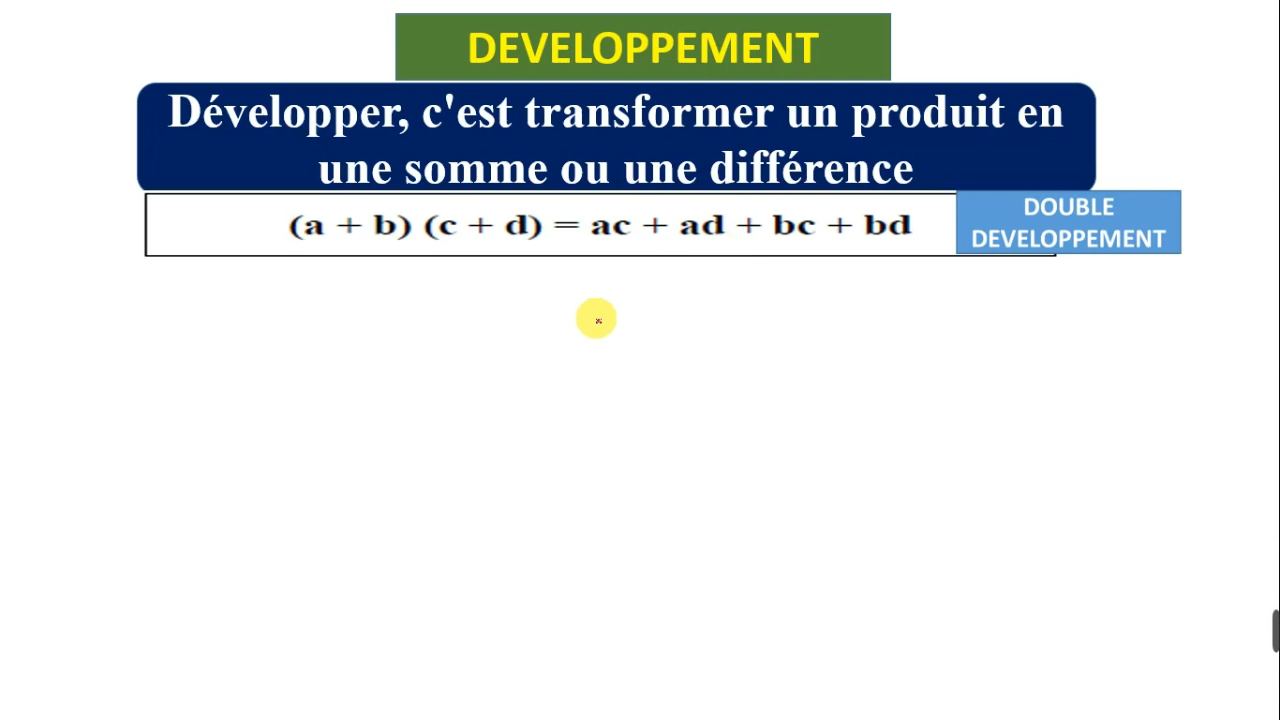 DEVELOPPEMENT
Développer, c'est transformer un produit en
une somme ou une différence
(a + b) (c + d) = ac + ad + bc + bd
DOUBLE
DEVELOPPEMENT